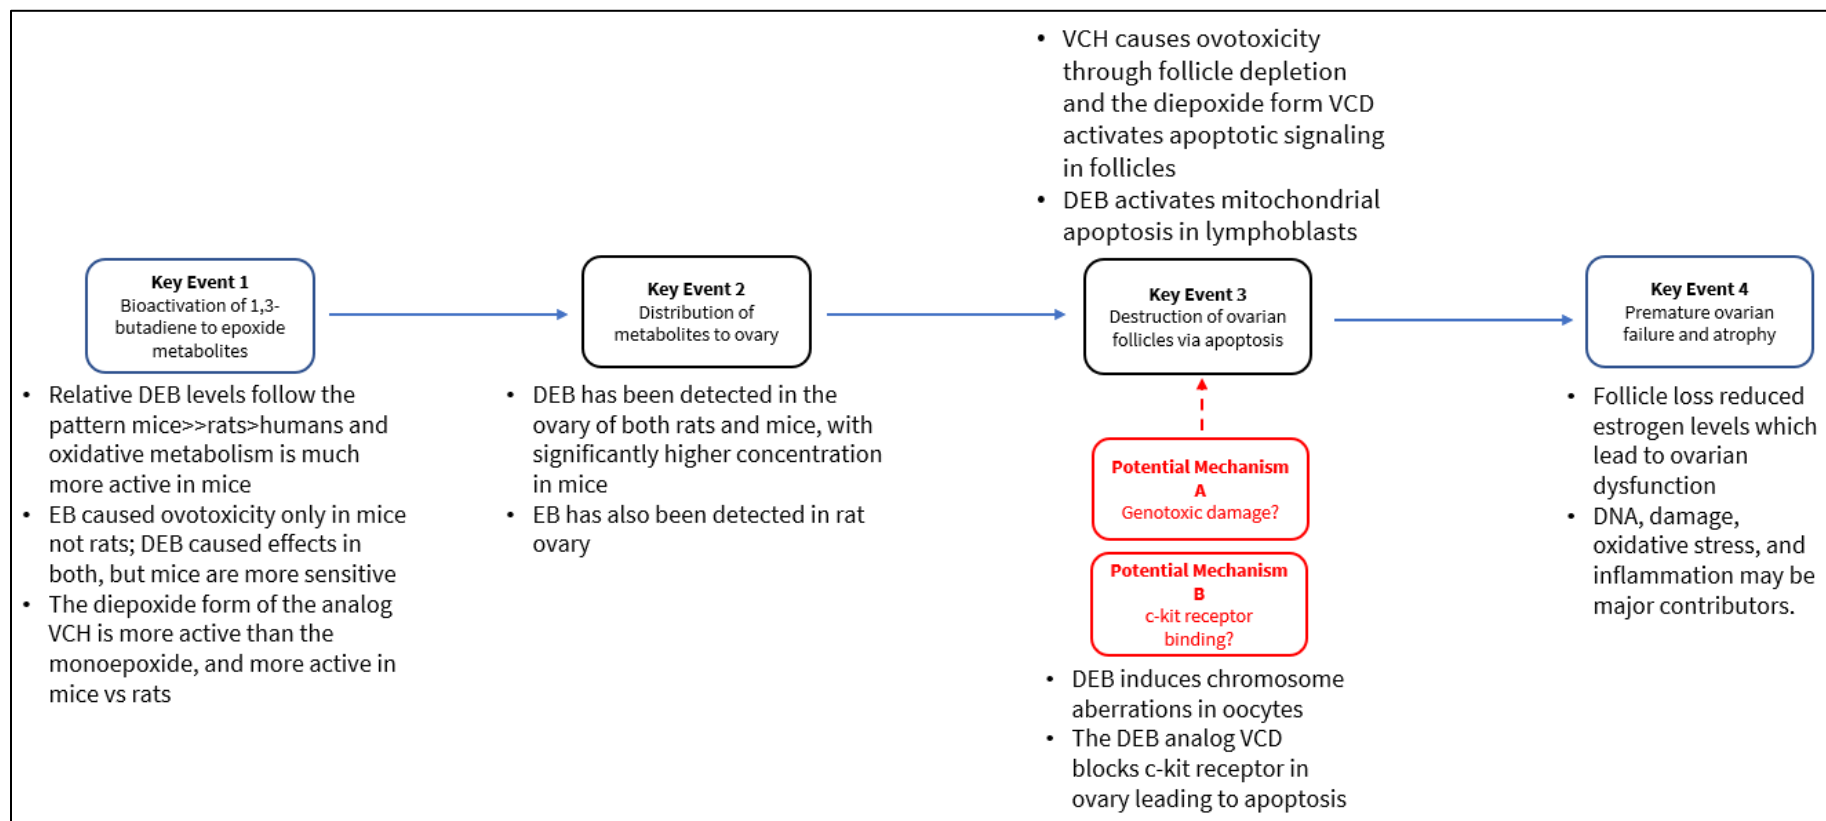 • VCH causes ovotoxicity
through follicle depletion
and the diepoxide form VCD
activates apoptotic signaling
in follicles
• DEB activates mitochondrial
apoptosis in lymphoblasts
Key Event 1
Bioactivation of 1,3-
butadiene to epoxide
metabolites
Key Event 2
Distribution of
metabolites to ovary
Key Event 3
Destruction of ovarian
follicles via apoptosis
Key Event 4
Premature ovarian
failure and atrophy
• Relative DEB levels follow the
pattern mice>>rats>humans and
oxidative metabolism is much
more active in mice
• EB caused ovotoxicity only in mice
not rats; DEB caused effects in
both, but mice are more sensitive
• The diepoxide form of the analog
VCH is more active than the
monoepoxide, and more active in
mice vs rats
• DEB has been detected in the
ovary of both rats and mice, with
significantly higher concentration
in mice
• EB has also been detected in rat
ovary
Potential Mechanism
A
Genotoxic damage?
Potential Mechanism
B
c-kit receptor
binding?
• DEB induces chromosome
aberrations in oocytes
• The DEB analog VCD
blocks c-kit receptor in
ovary leading to apoptosis
• Follicle loss reduced
estrogen levels which
lead to ovarian
dysfunction
• DNA, damage,
oxidative stress, and
inflammation may be
major contributors.